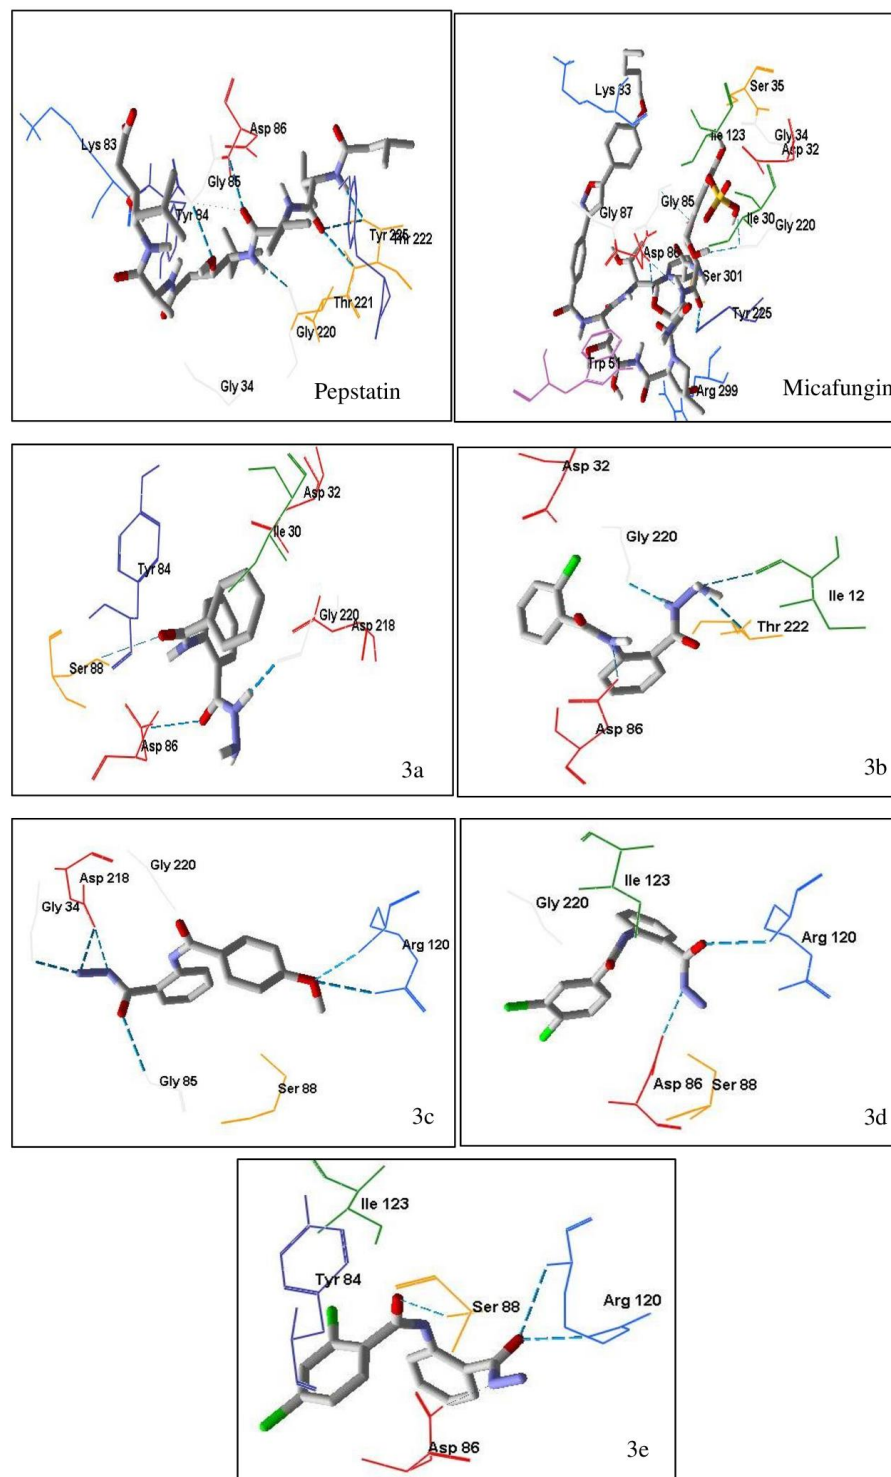 Asp 86
Lys 83
Gly 85
Tyr 84
Tyr 225
Thr 222
Thr 221
Gly 220
Gly 34
Pepstatin
Ser 35
Lys 83
Ile 123
Gly 34
Asp 32
Gly 85
Gly 87
Ile 30
Gly 220
Asp 86
Ser 301
Tyr 225
Trp 51
Arg 299
Micafungin
Asp 32
Ile 30
Tyr 84
Gly 220
Asp 218
Ser 88
Asp 86
3a
Asp 32
Gly 220
Ile 12
Thr 222
Asp 86
3b
Gly 220
Asp 218
Gly 34
Arg 120
Gly 85
Ser 88
3c
Ile 123
Gly 220
Arg 120
Asp 86
Ser 88
3d
Ile 123
Tyr 84
Ser 88
Arg 120
Asp 86
3e